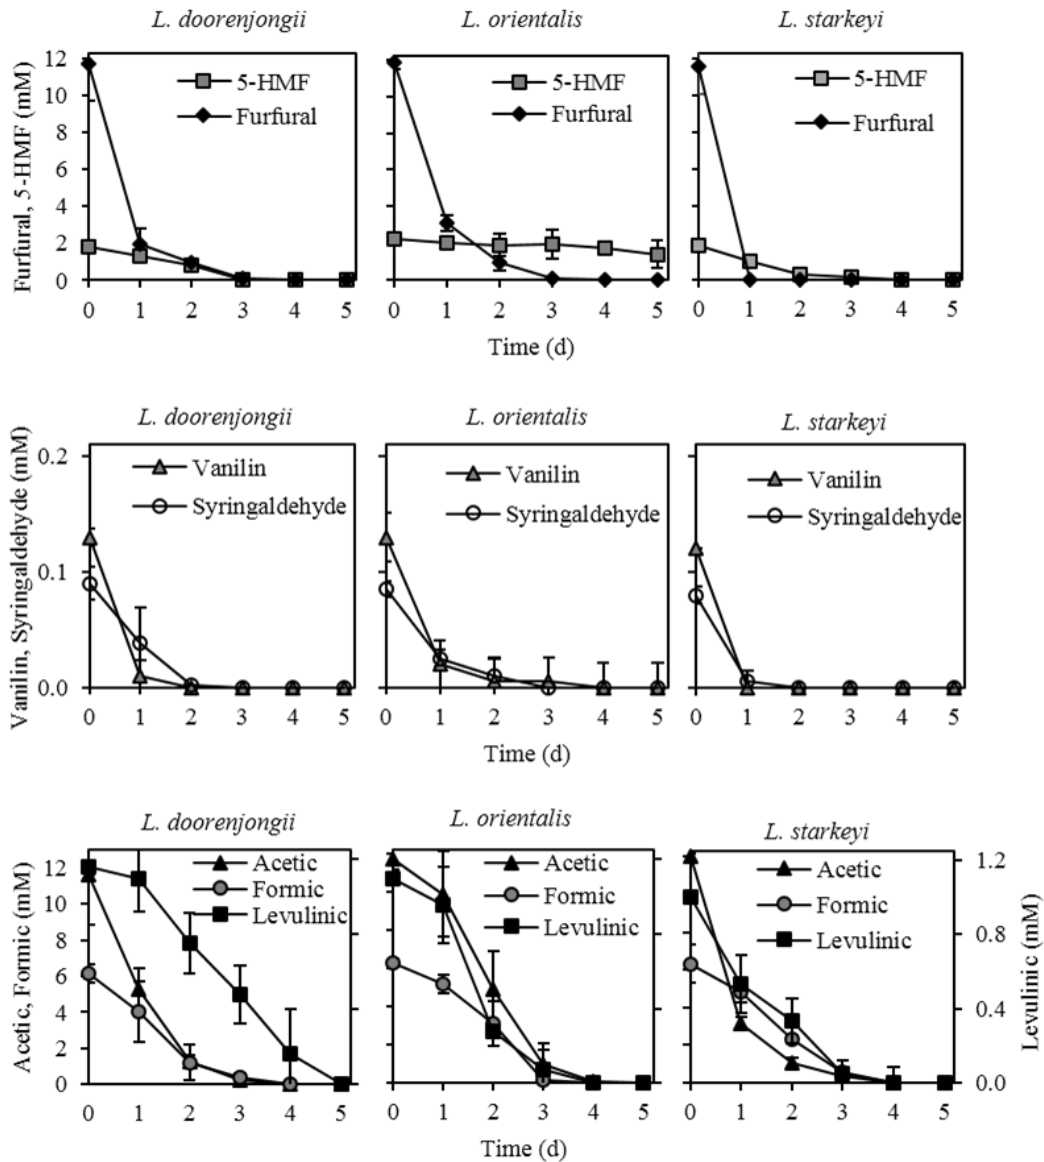 L. doorenjongii
L. orientalis
L. starkeyi
Furfural, 5-HMF (mM)
12
10
8
6
4
2
0
5-HMF
Furfural
5-HMF
Furfural
5-HMF
Furfural
0 1 2 3 4 5
0 1 2 3 4 5
0 1 2 3 4 5
Time (d)
L. doorenjongii
L. orientalis
L. starkeyi
Vanilin, Syringaldehyde (mM)
0.2
0.1
0.0
Vanilin
Syringaldehyde
Vanilin
Syringaldehyde
Vanilin
Syringaldehyde
0 1 2 3 4 5
0 1 2 3 4 5
0 1 2 3 4 5
Time (d)
L. doorenjongii
L. orientalis
L. starkeyi
Acetic, Formic (mM)
12
10
8
6
4
2
0
Acetic
Formic
Levulinic
Acetic
Formic
Levulinic
Acetic
Formic
Levulinic
1.2
0.8
0.4
0.0
Levulinic (mM)
0 1 2 3 4 5
0 1 2 3 4 5
0 1 2 3 4 5
Time (d)